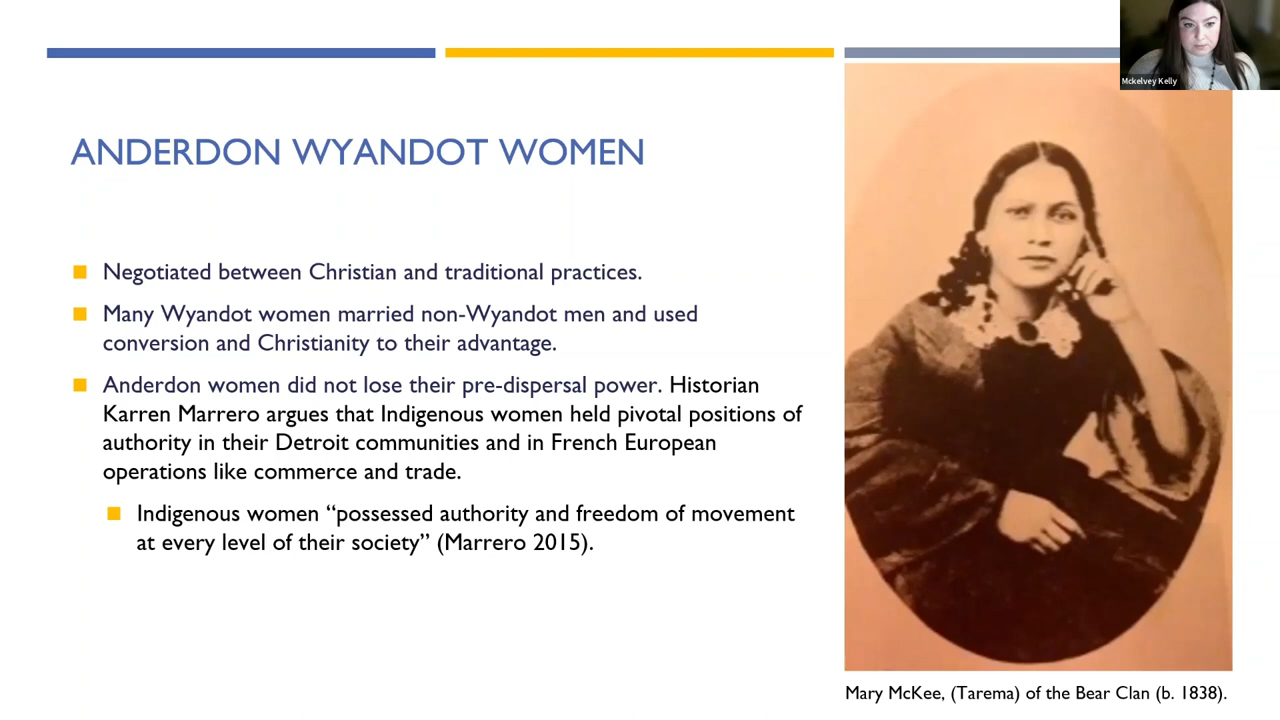 Mckelvey Kelly
ANDERDON WYANDOT WOMEN
Negotiated between Christian and traditional practices.
Many Wyandot women married non-Wyandot men and used
conversion and Christianity to their advantage.
Anderdon women did not lose their pre-dispersal power. Historian
Karren Marrero argues that Indigenous women held pivotal positions of
authority in their Detroit communities and in French European
operations like commerce and trade.
Indigenous women “possessed authority and freedom of movement
at every level of their society” (Marrero 2015).
Mary McKee, (Tarema) of the Bear Clan (b. 1838).